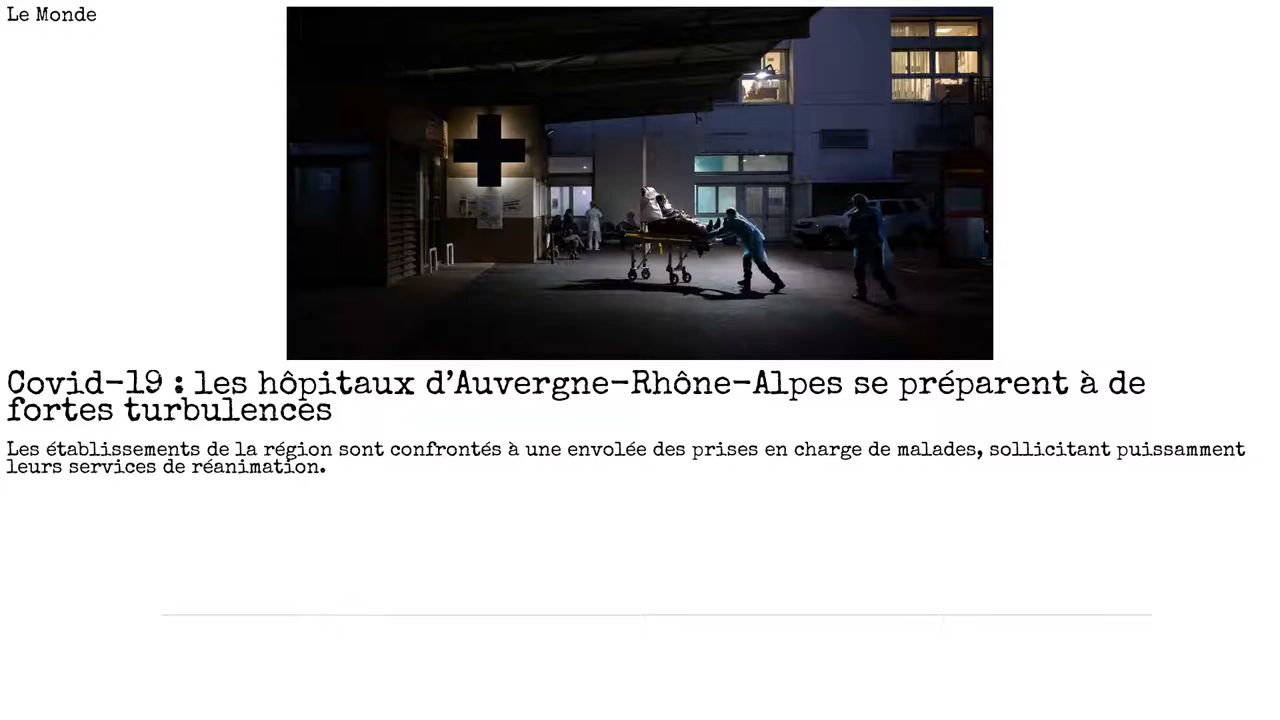 Le Monde
Covid-19 : les hôpitaux d’Auvergne-Rhône-Alpes se préparent à de
fortes turbulences
Les établissements de la région sont confrontés à une envolée des prises en charge de malades, sollicitant puissamment
leurs services de réanimation.